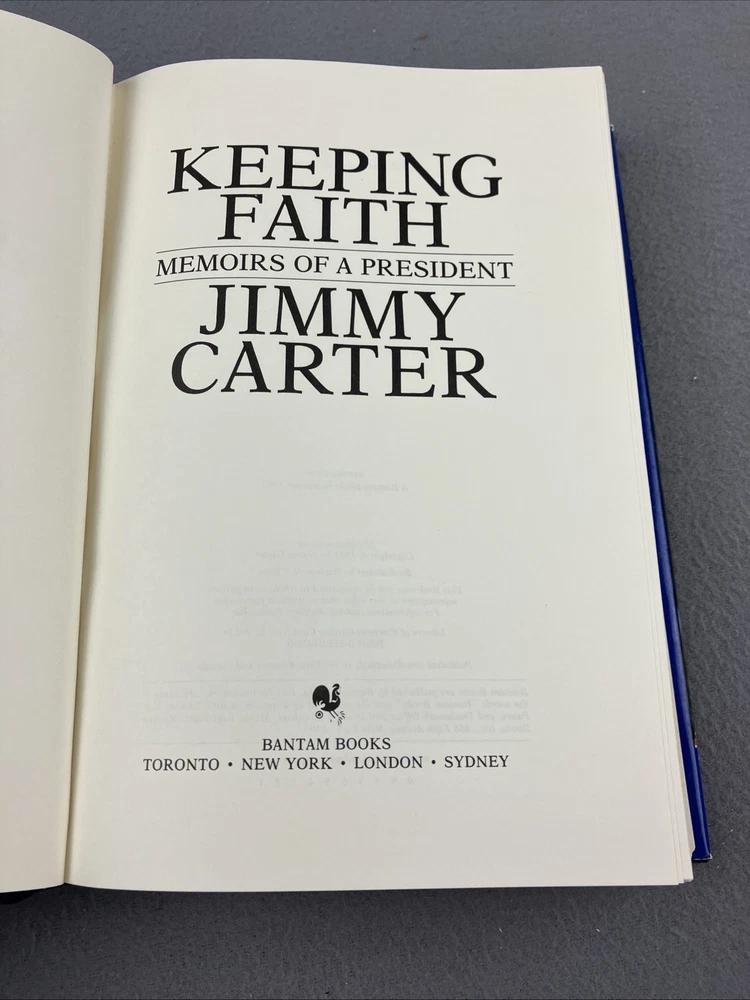 KEEPING
FAITH
MEMOIRS OF A PRESIDENT
JIMMY
CARTER
BANTAM BOOKS
TORONTO • NEW YORK • LONDON • SYDNEY